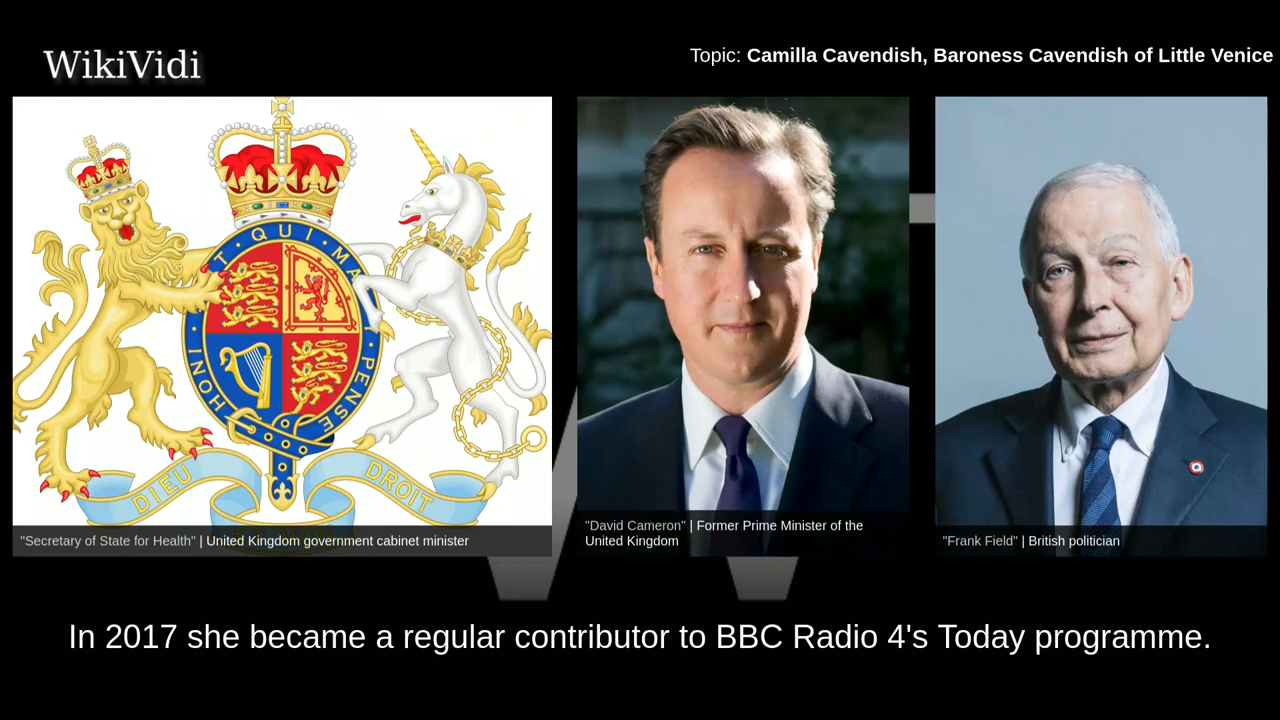 WikiVidi
Topic: Camilla Cavendish, Baroness Cavendish of Little Venice
T · QUI · MA
HONI
PENSE
DIEU
DROIT
"Secretary of State for Health" | United Kingdom government cabinet minister
"David Cameron" | Former Prime Minister of the
United Kingdom
"Frank Field" | British politician
In 2017 she became a regular contributor to BBC Radio 4's Today programme.